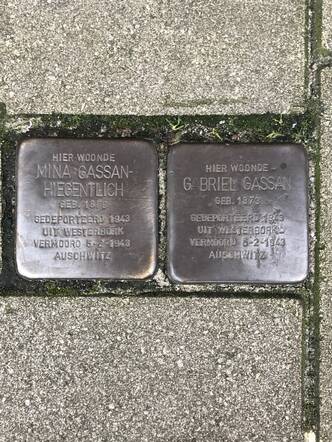 HIER WOONDE
MINA GASSAN-
HIEGENTLICH
GEB.
GEDEPORTEERD 1943
UIT WESTERBORK
VERMOORD 5-2-1943
AUSCHWITZ
HIER WOONDE
G. BRIEL GASSAN
GEB. 1873
GEDEPORTEERD 1943
UIT WESTERBORK
VERMOORD 5-2-1943
AUSCHWITZ